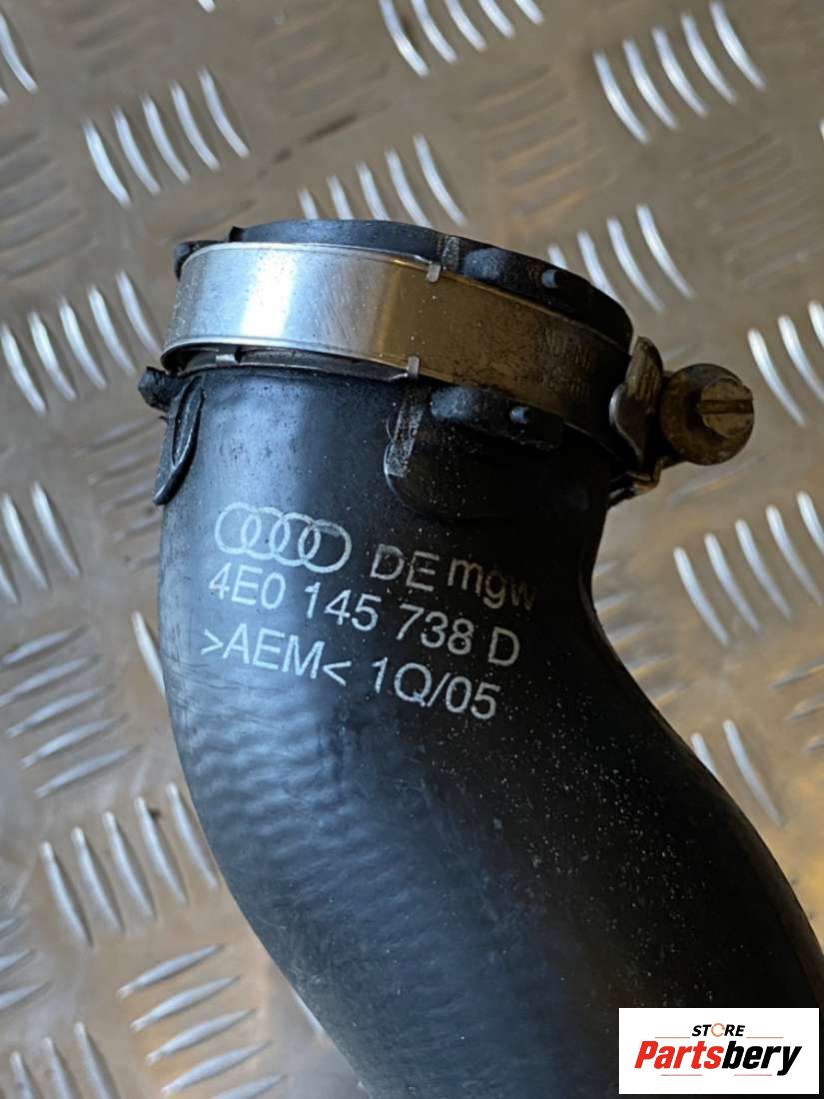 DE mgw
4E0 145 738 D
>AEM< 1Q/05
STORE
Partsbery